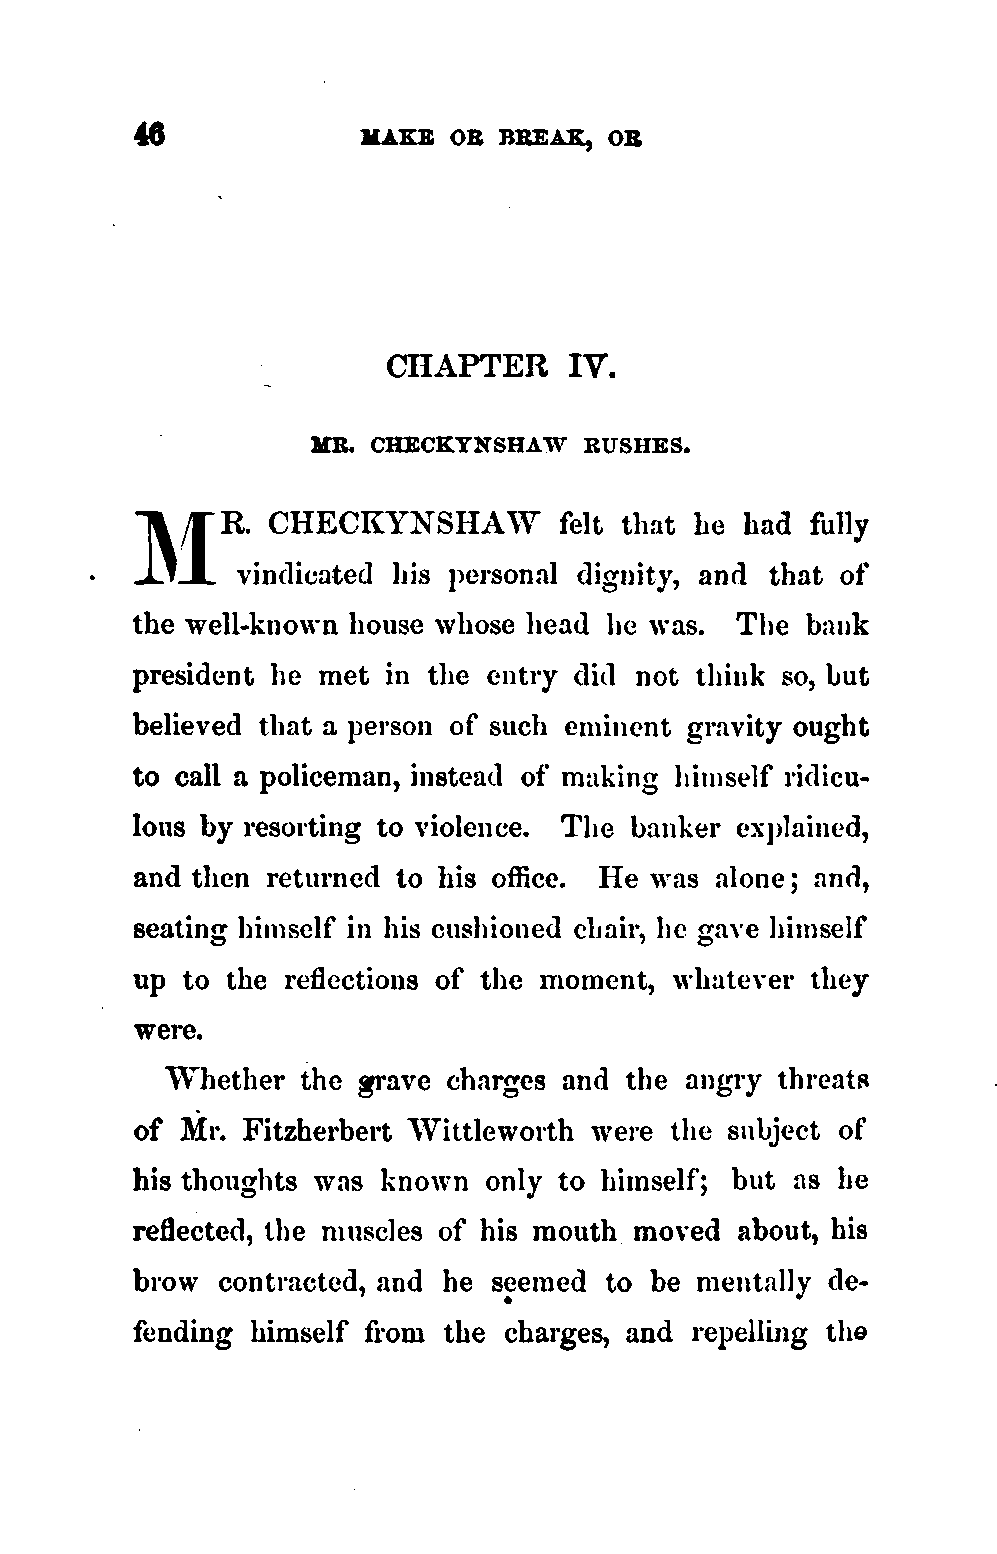 46 MAKE OR BREAK, OR
CHAPTER IV.
MR. CHECKYNSHAW RUSHES.
MR. CHECKYNSHAW felt that he had fully
vindicated his personal dignity, and that of
the well-known house whose head he was. The bank
president he met in the entry did not think so, but
believed that a person of such eminent gravity ought
to call a policeman, instead of making himself ridicu-
lous by resorting to violence. The banker explained,
and then returned to his office. He was alone; and,
seating himself in his cushioned chair, he gave himself
up to the reflections of the moment, whatever they
were.
Whether the grave charges and the angry threats
of Mr. Fitzherbert Wittleworth were the subject of
his thoughts was known only to himself; but as he
reflected, the muscles of his mouth moved about, his
brow contracted, and he seemed to be mentally de-
fending himself from the charges, and repelling the